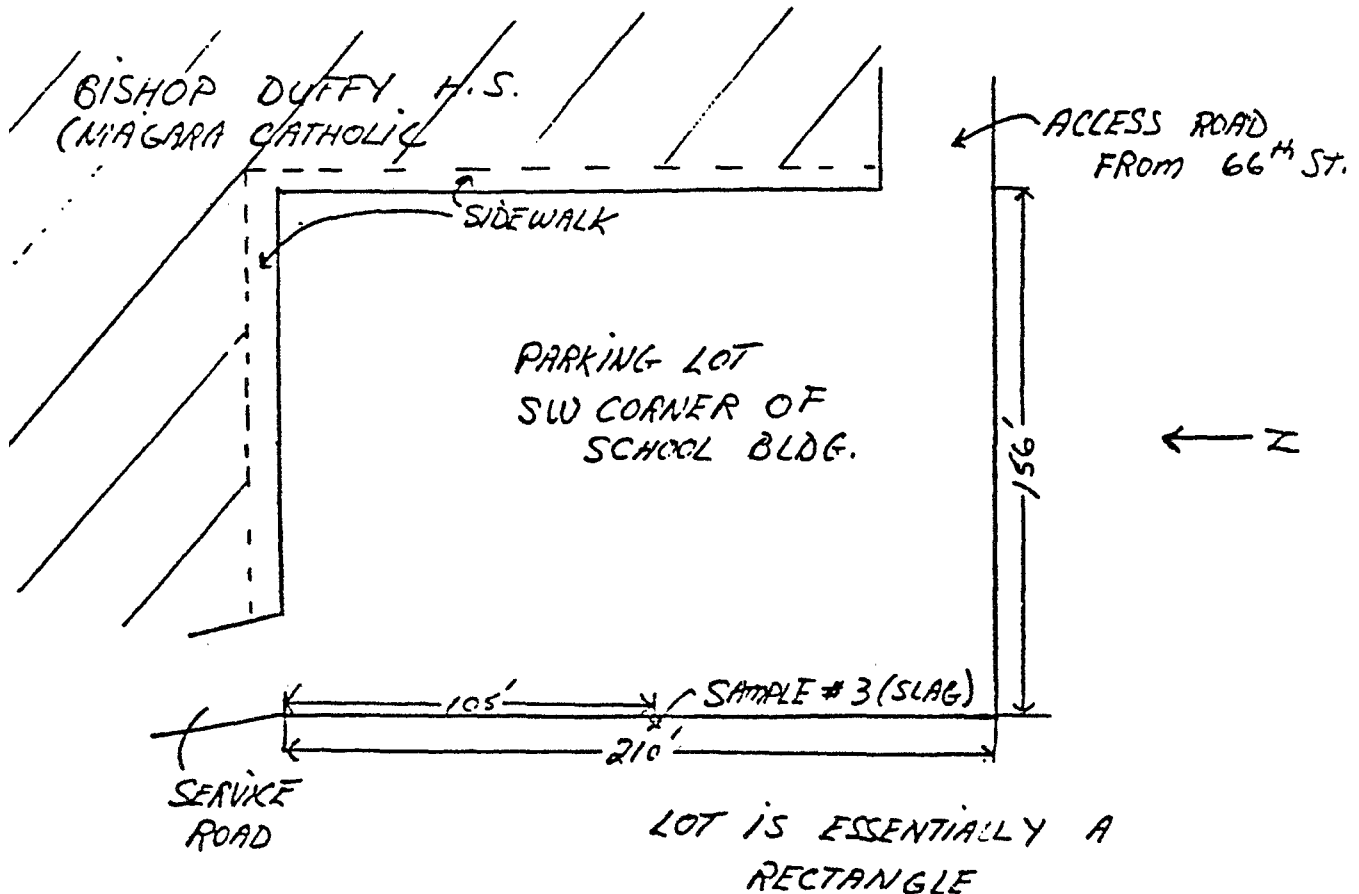 BISHOP DUFFY H.S.
(NIAGARA CATHOLIC
ACCESS ROAD
FROM 66th ST.
SIDEWALK
PARKING LOT
SW CORNER OF
SCHOOL BLDG.
N
156'
105'
SAMPLE # 3 (SLAG)
210'
SERVICE
ROAD
LOT IS ESSENTIALLY A
RECTANGLE